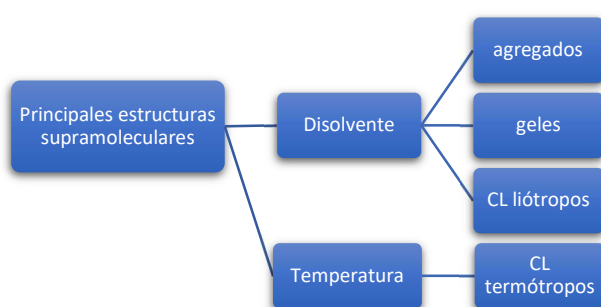 Principales estructuras
supramoleculares
Disolvente
agregados
geles
CL liótropos
Temperatura
CL
termótropos